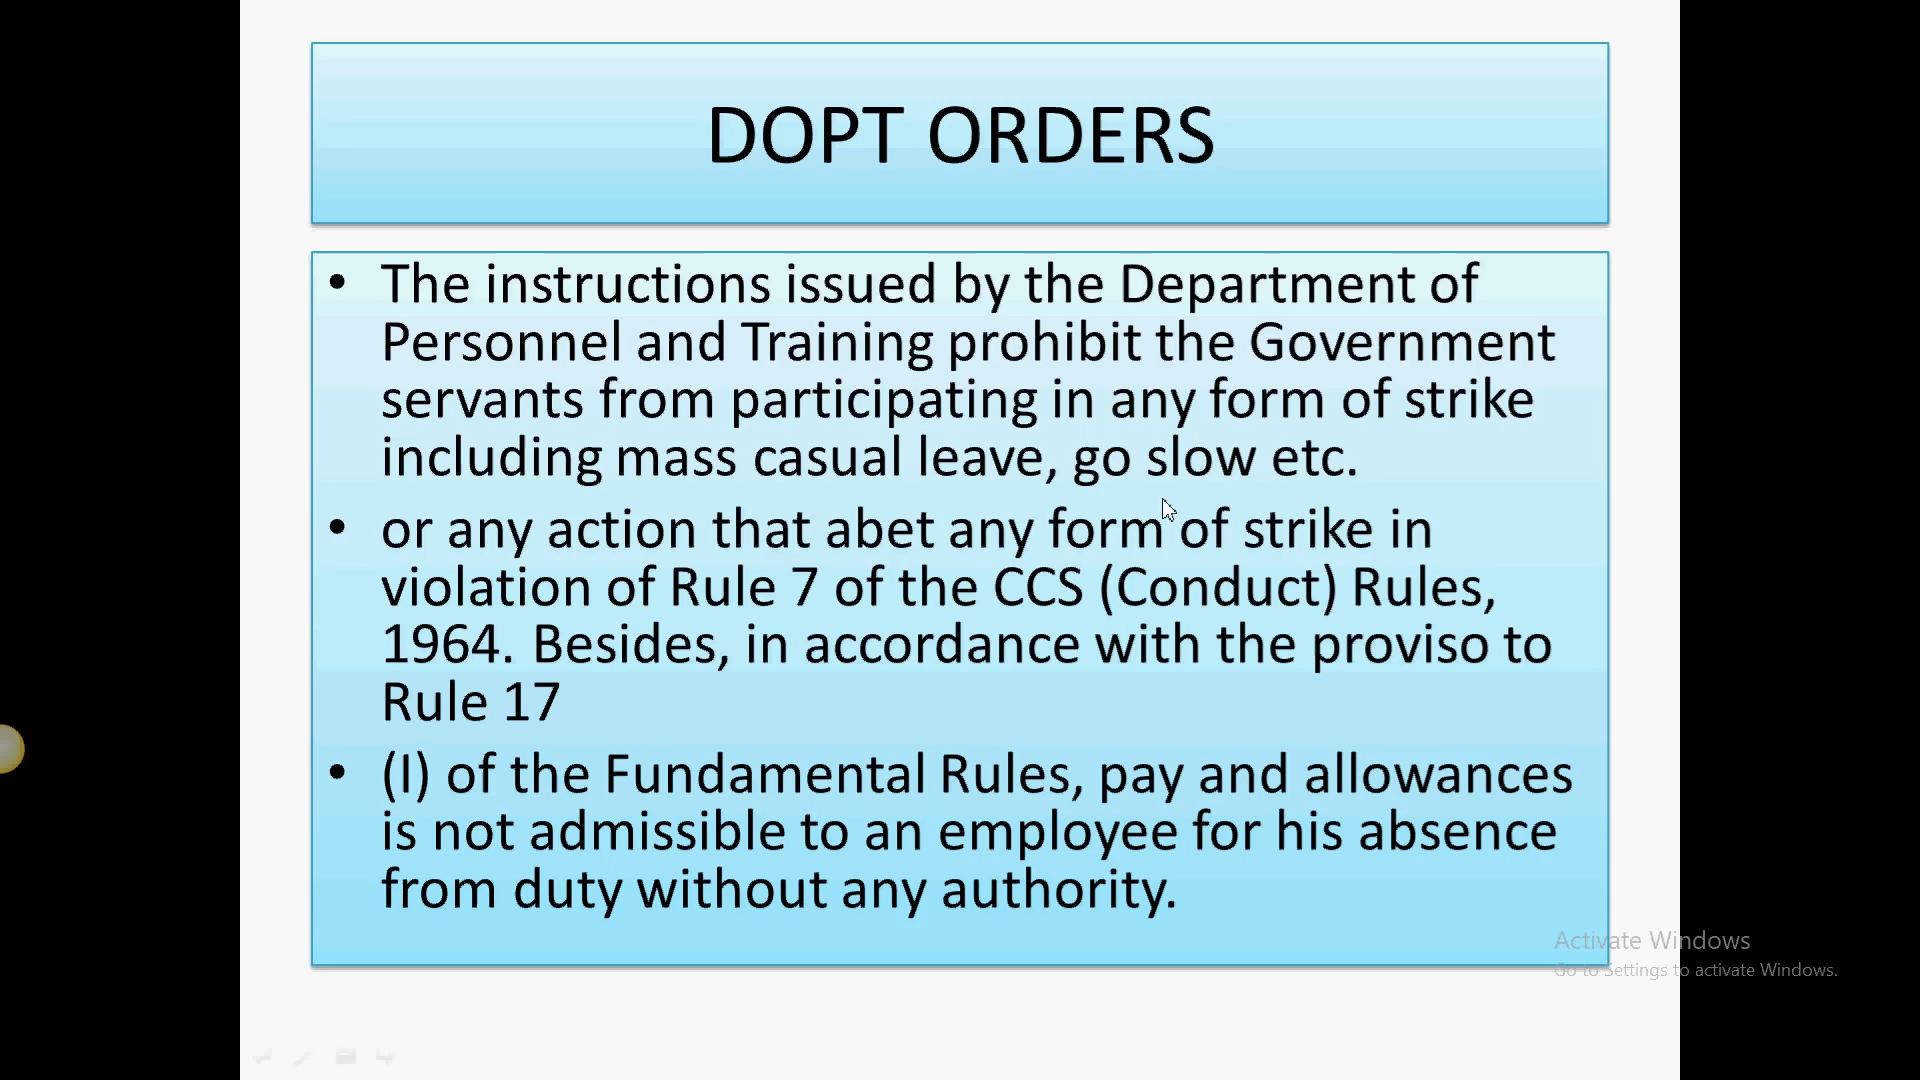 DOPT ORDERS
• The instructions issued by the Department of
Personnel and Training prohibit the Government
servants from participating in any form of strike
including mass casual leave, go slow etc.
• or any action that abet any form of strike in
violation of Rule 7 of the CCS (Conduct) Rules,
1964. Besides, in accordance with the proviso to
Rule 17
• (I) of the Fundamental Rules, pay and allowances
is not admissible to an employee for his absence
from duty without any authority.
Activate Windows
Go to Settings to activate Windows.